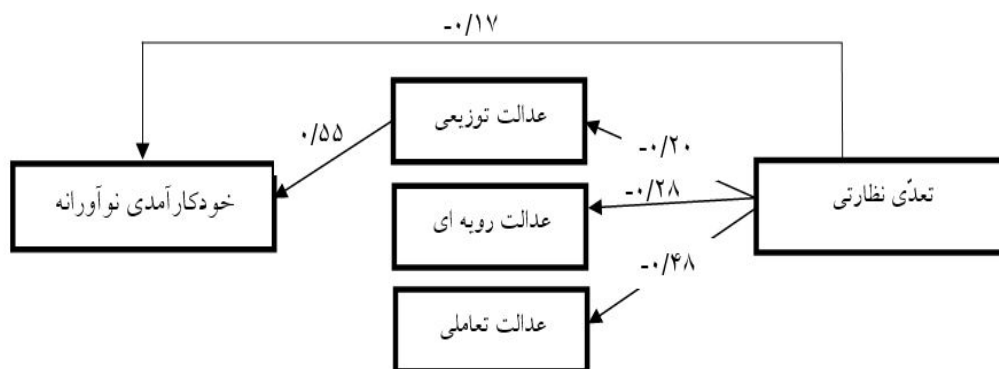 -۰/۱۷
عدالت توزیعی
۰/۵۵
-۰/۲۰
تعدّی نظارتی
-۰/۲۸
عدالت رویه ای
خودکارآمدی نوآورانه
-۰/۴۸
عدالت تعاملی